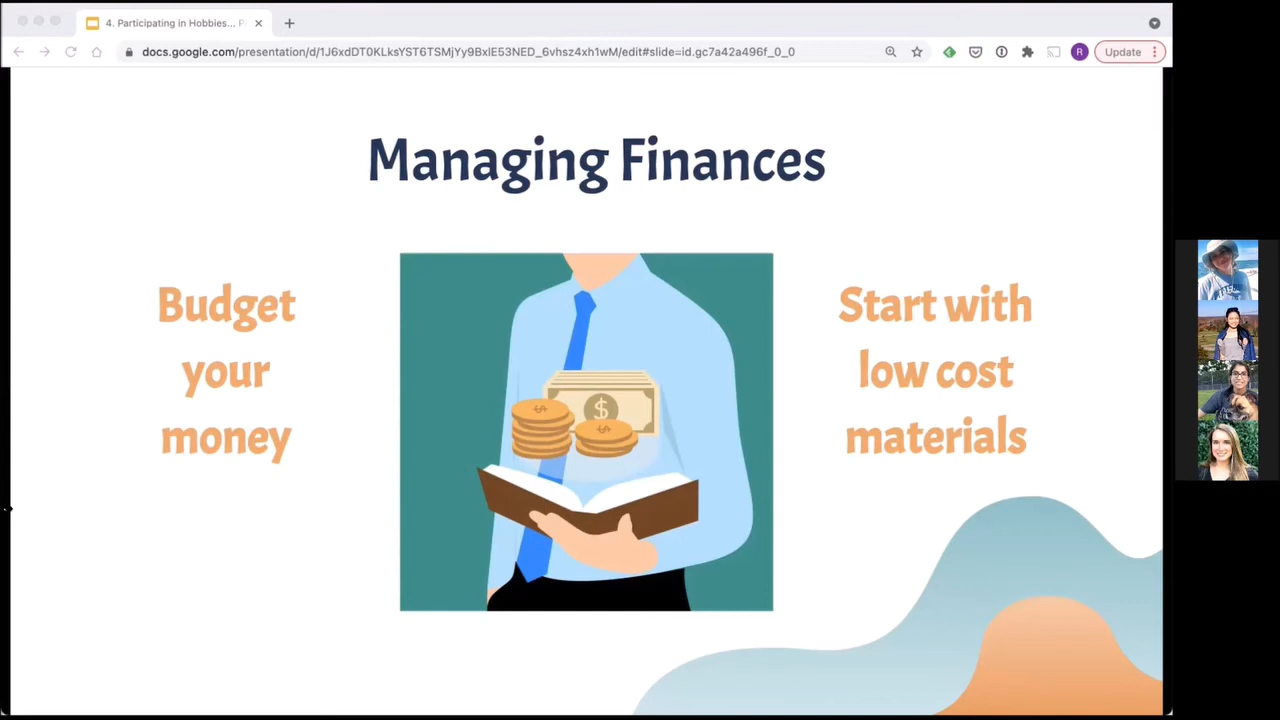 4. Participating in Hobbies... P
docs.google.com/presentation/d/1J6xdDT0KLksYST6TSMjYy9BxlE53NED_6vhsz4xh1wM/edit#slide=id.gc7a42a496f_0_0
R
Update
Managing Finances
Budget
your
money
$
$
$
Start with
low cost
materials